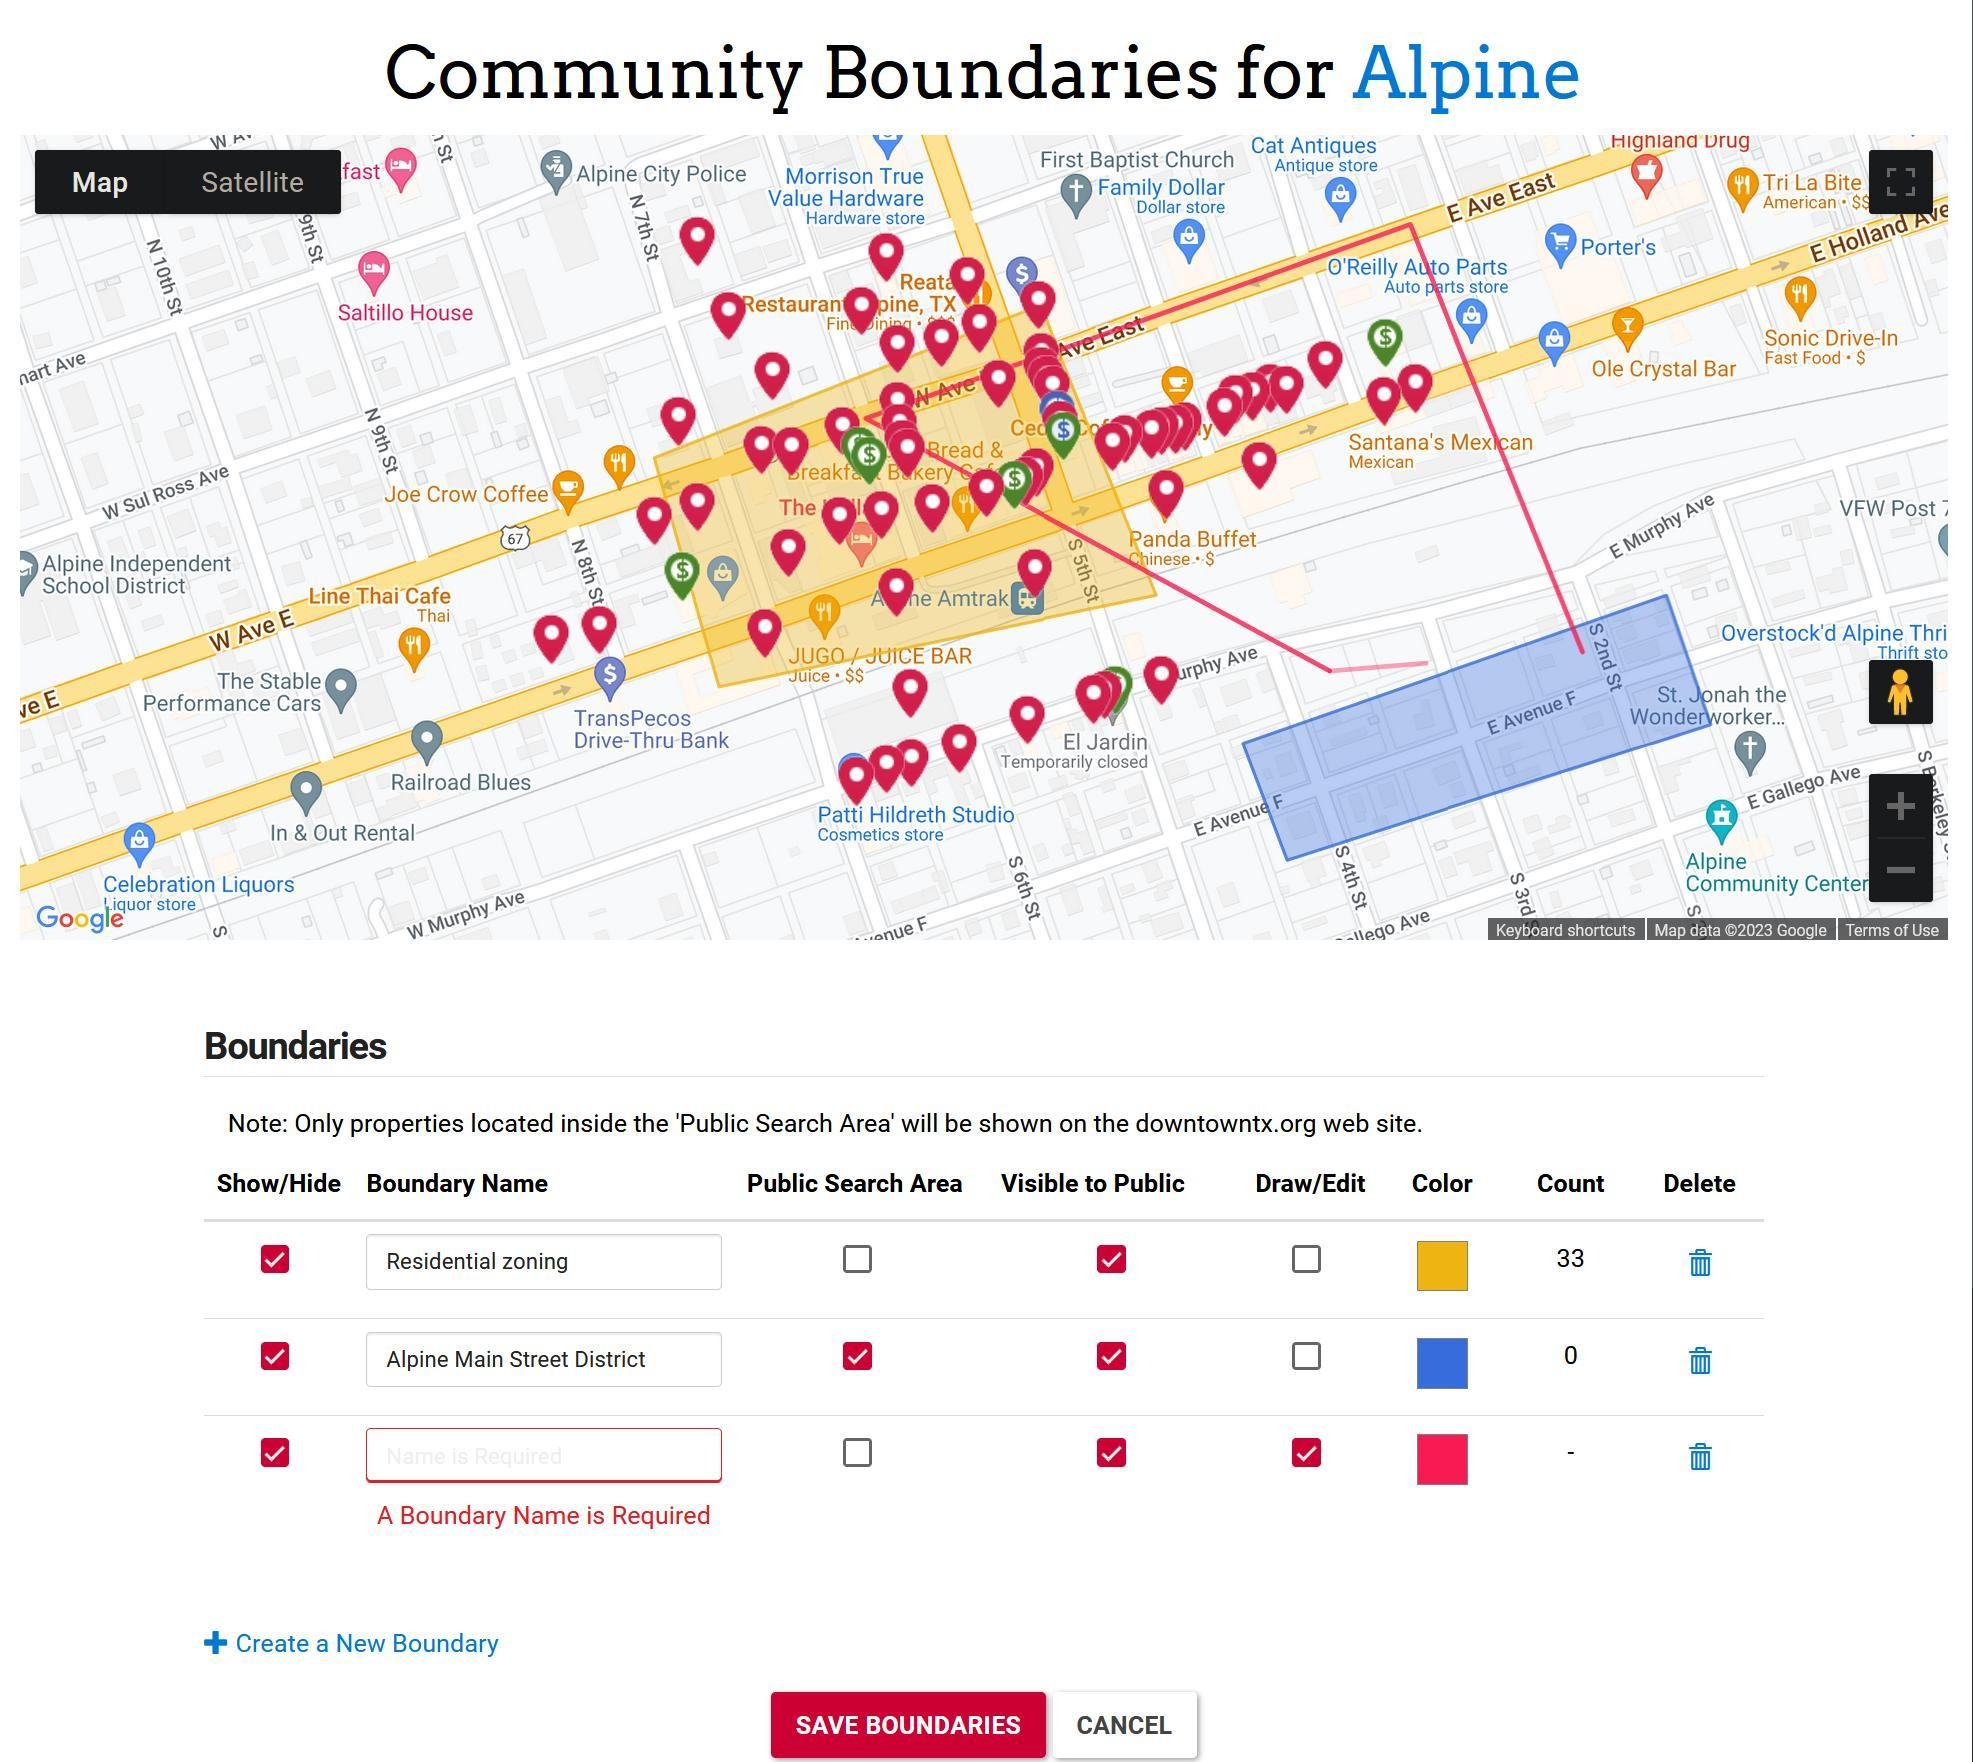 Community Boundaries for Alpine
Map
Satellite
fast
Alpine City Police
Morrison True
Value Hardware
Hardware store
First Baptist Church
Family Dollar
Dollar store
Cat Antiques
Antique store
Highland Drug
Tri La Bite
American • $$
E Ave East
E Holland Ave
Porter's
O'Reilly Auto Parts
Auto parts store
Sonic Drive-In
Fast Food • $
Ole Crystal Bar
N 10th St
9th St
N 7th St
Saltillo House
Reata
Restaurant
pine, TX
Ave East
W Ave
N 9th St
W Sul Ross Ave
Joe Crow Coffee
67
Bread &
Bakery
Santana's Mexican
Mexican
Panda Buffet
Chinese • $
E Murphy Ave
VFW Post 7
Alpine Independent
School District
N 8th St
Line Thai Cafe
Thai
W Ave E
The
Amtrak
S 5th St
JUGO / JUICE BAR
Juice • $$
The Stable
Performance Cars
TransPecos
Drive-Thru Bank
Railroad Blues
In & Out Rental
Celebration Liquors
Liquor store
Google
W Murphy Ave
Patti Hildreth Studio
Cosmetics store
El Jardin
Temporarily closed
urphy Ave
S 6th St
E Avenue F
E Avenue F
S 2nd St
S 4th St
S 3rd
Overstock'd Alpine Thri
Thrift sto
St. Jonah the
Wonderworker...
E Gallego Ave
Alpine
Community Center
Keyboard shortcuts
Map data ©2023 Google
Terms of Use
Boundaries
Note: Only properties located inside the 'Public Search Area' will be shown on the downtowntx.org web site.
Show/Hide Boundary Name Public Search Area Visible to Public Draw/Edit Color Count Delete
Residential zoning 33
Alpine Main Street District 0
Name is Required -
A Boundary Name is Required
Create a New Boundary
SAVE BOUNDARIES CANCEL